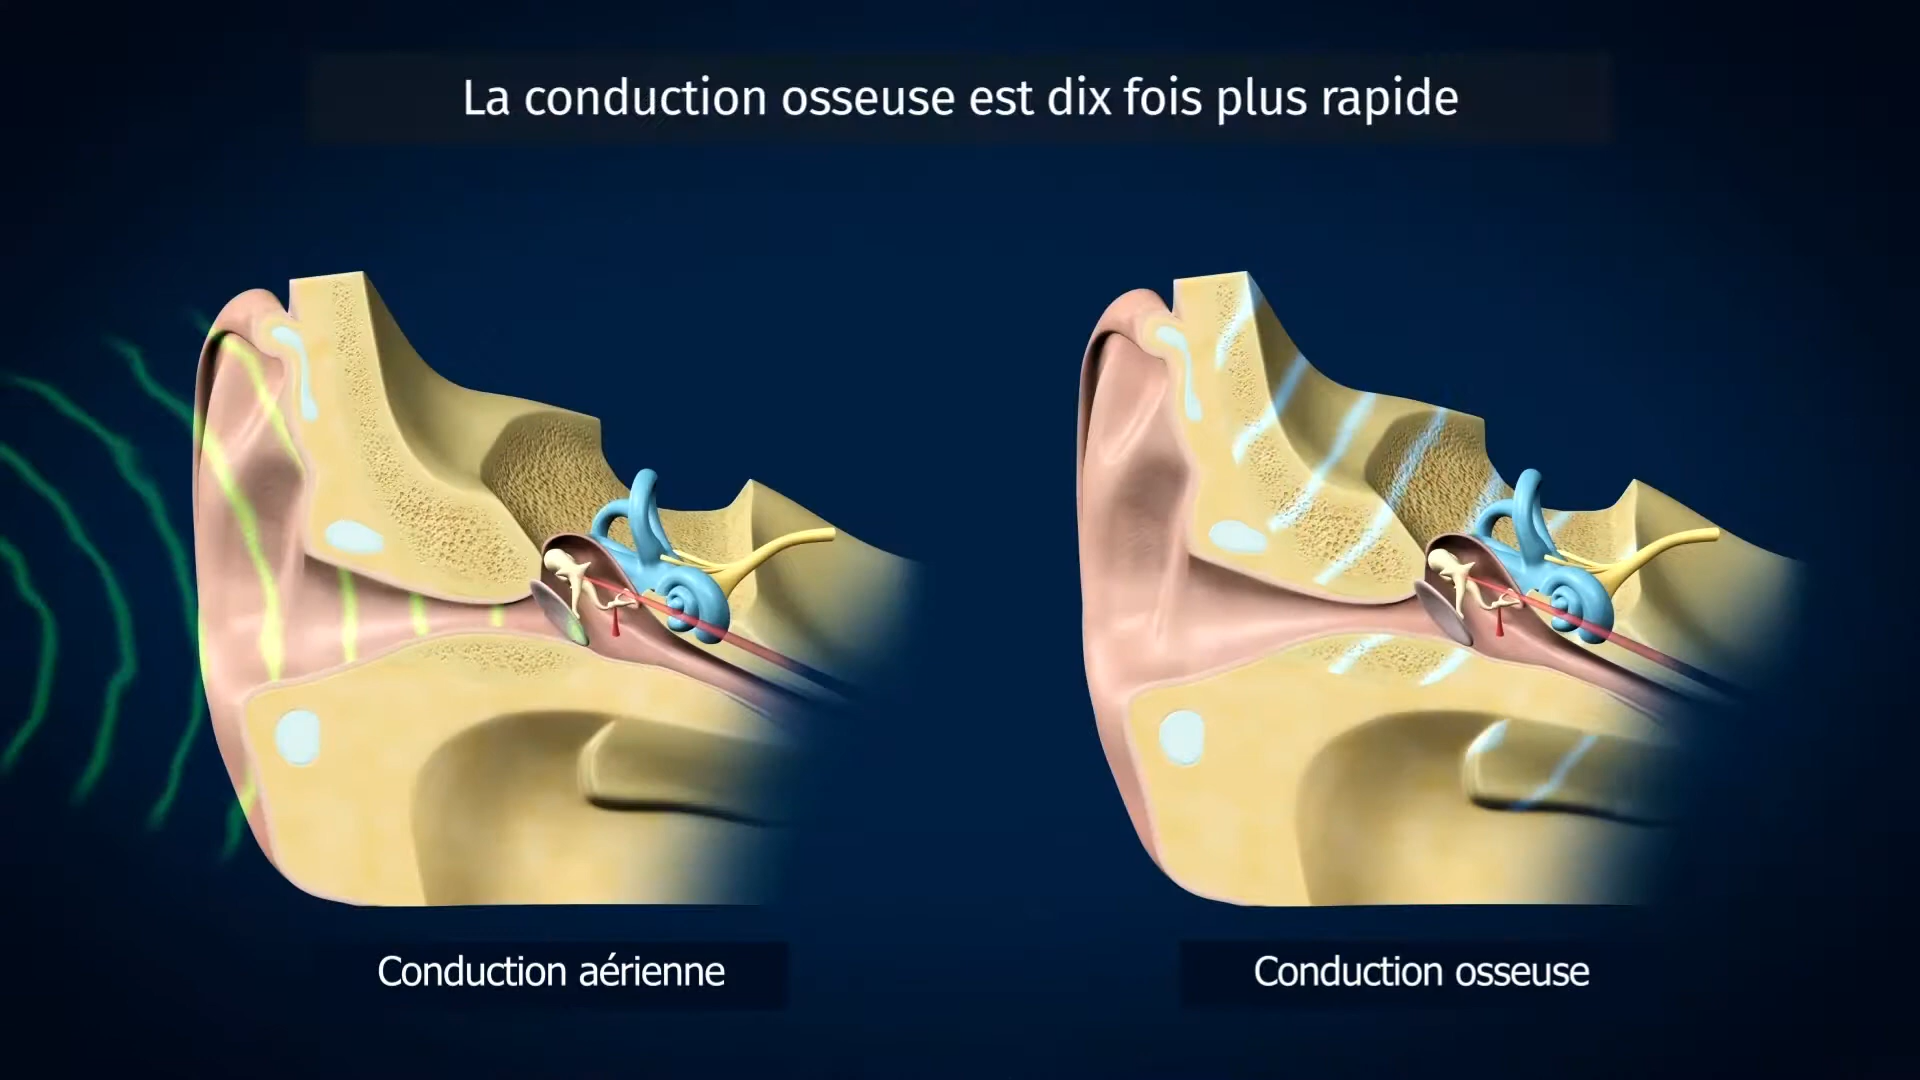 La conduction osseuse est dix fois plus rapide
Conduction aérienne
Conduction osseuse